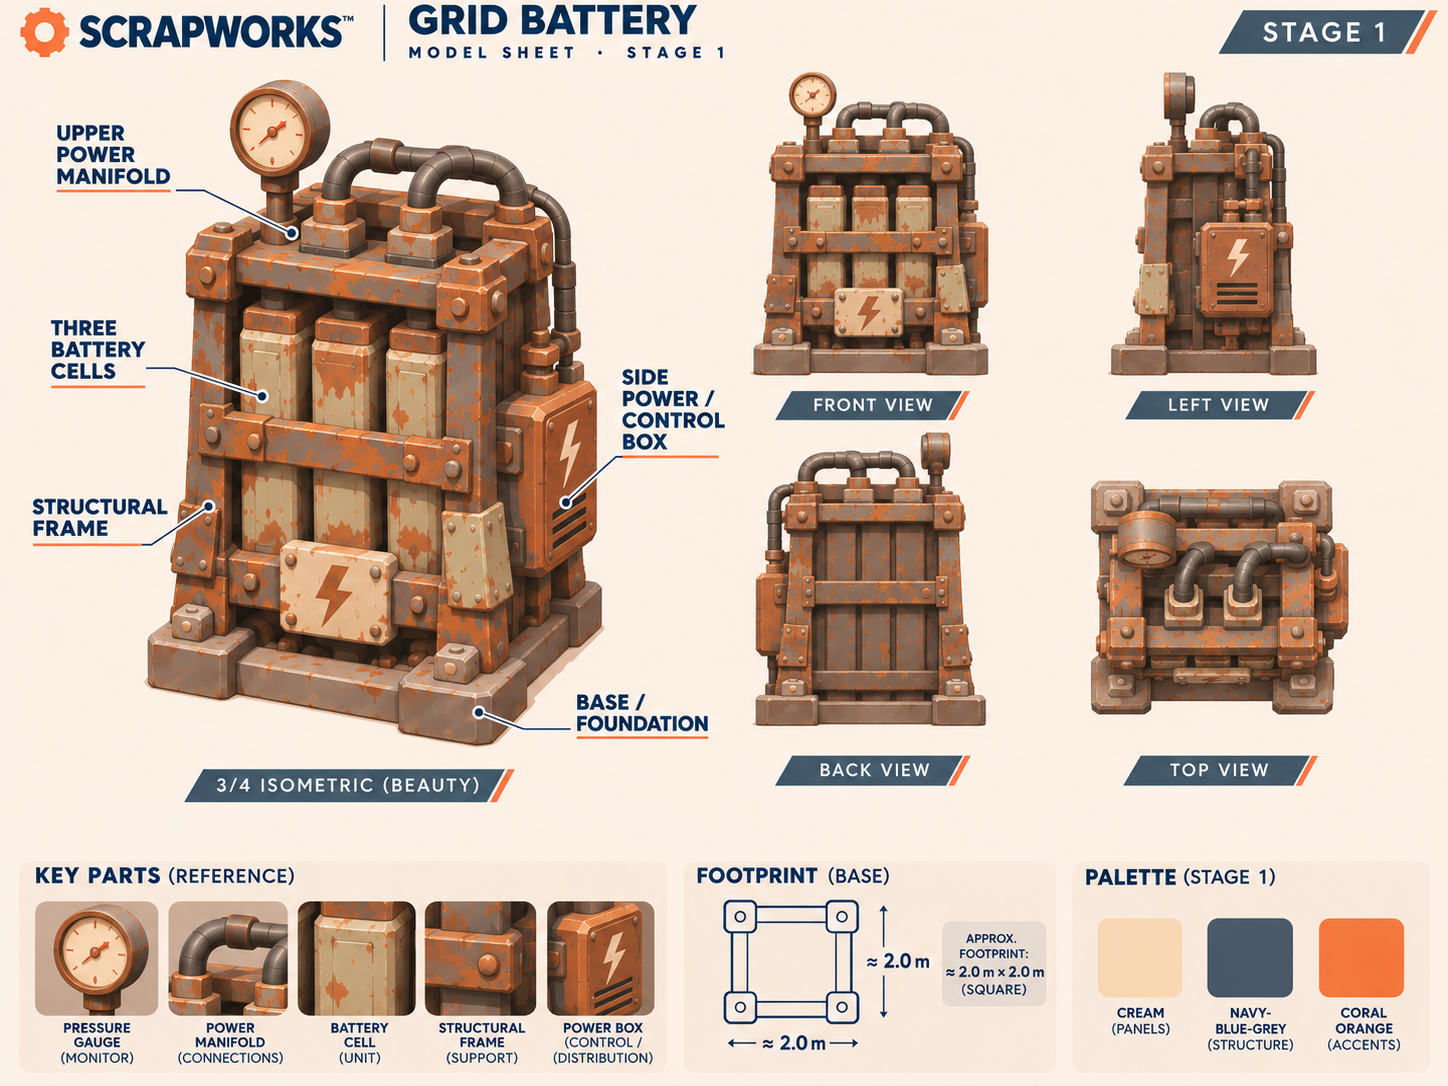 SCRAPWORKS™
GRID BATTERY
MODEL SHEET · STAGE 1
STAGE 1
UPPER
POWER
MANIFOLD
THREE
BATTERY
CELLS
STRUCTURAL
FRAME
SIDE
POWER /
CONTROL
BOX
BASE /
FOUNDATION
3/4 ISOMETRIC (BEAUTY)
FRONT VIEW
LEFT VIEW
BACK VIEW
TOP VIEW
KEY PARTS (REFERENCE)
PRESSURE
GAUGE
(MONITOR)
POWER
MANIFOLD
(CONNECTIONS)
BATTERY
CELL
(UNIT)
STRUCTURAL
FRAME
(SUPPORT)
POWER BOX
(CONTROL /
(DISTRIBUTION)
FOOTPRINT (BASE)
≈ 2.0 m
≈ 2.0 m
APPROX.
FOOTPRINT:
≈ 2.0 m × 2.0 m
(SQUARE)
PALETTE (STAGE 1)
CREAM
(PANELS)
NAVY-
BLUE-GREY
(STRUCTURE)
CORAL
ORANGE
(ACCENTS)